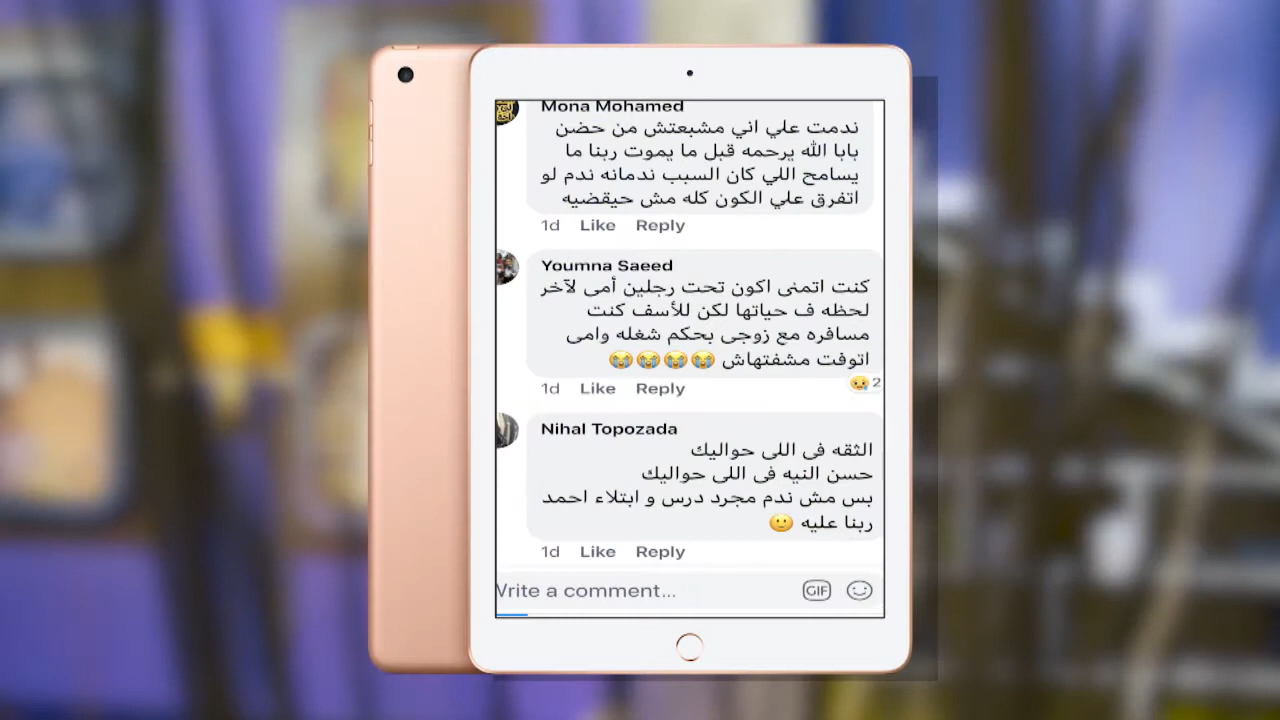 Mona Mohamed
ندمت علي اني مشبعتش من حضن
بابا الله يرحمه قبل ما يموت ربنا ما
يسامح اللي كان السبب ندمانه ندم لو
اتفرق علي الكون كله مش حيقضيه
1d Like Reply
Youmna Saeed
كنت اتمنى اكون تحت رجلين أمى لآخر
لحظه ف حياتها لكن للأسف كنت
مسافره مع زوجى بحكم شغله وامى
اتوفت مشفتهاش 😭😭😭😭
1d Like Reply 2
Nihal Topozada
الثقه فى اللى حواليك
حسن النيه فى اللى حواليك
بس مش ندم مجرد درس و ابتلاء احمد
ربنا عليه 🙂
1d Like Reply
Write a comment... GIF